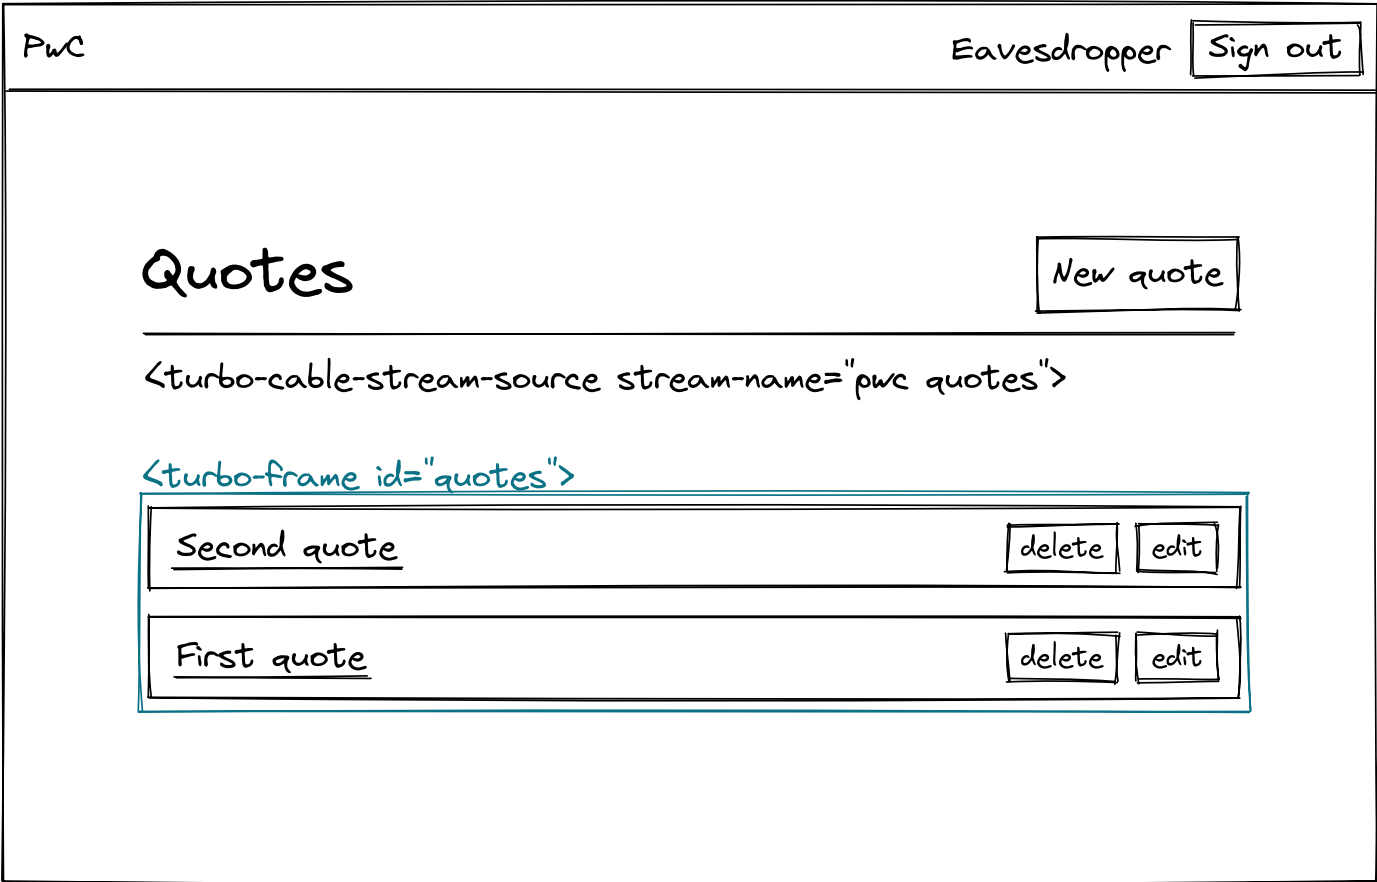 PwC
Eavesdropper Sign out
Quotes
New quote
<turbo-cable-stream-source stream-name="pwc quotes">
<turbo-frame id="quotes">
Second quote delete edit
First quote delete edit